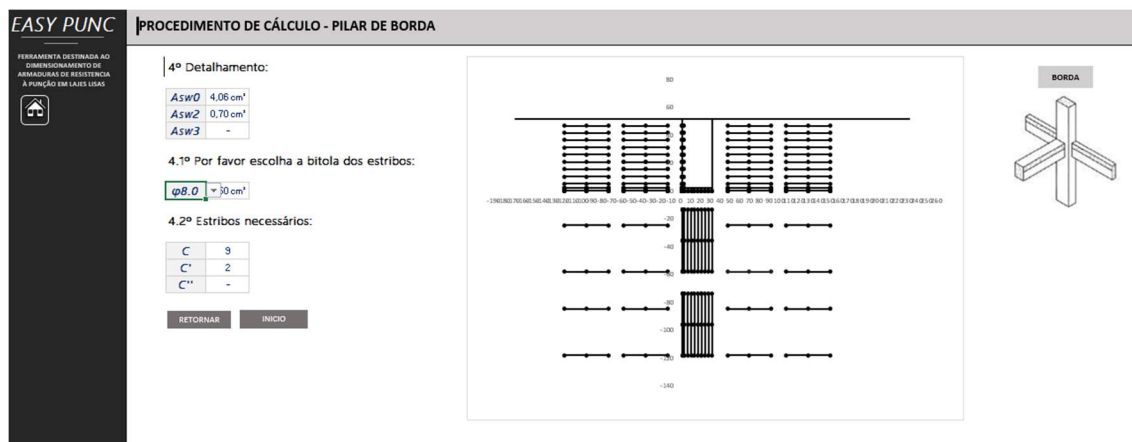 EASY PUNC
FERRAMENTA DESTINADA AO
DIMENSIONAMENTO DE
ARMADURAS DE RESISTENCIA
À PUNÇÃO EM LAJES LISAS
PROCEDIMENTO DE CÁLCULO - PILAR DE BORDA
4º Detalhamento:
Asw0 4,06 cm²
Asw2 0,70 cm²
Asw3 -
4.1º Por favor escolha a bitola dos estribos:
φ8.0
4.2º Estribos necessários:
C 9
C' 2
C'' -
RETORNAR INICIO
80
60
-20
-40
-80
-100
-120
-140
BORDA